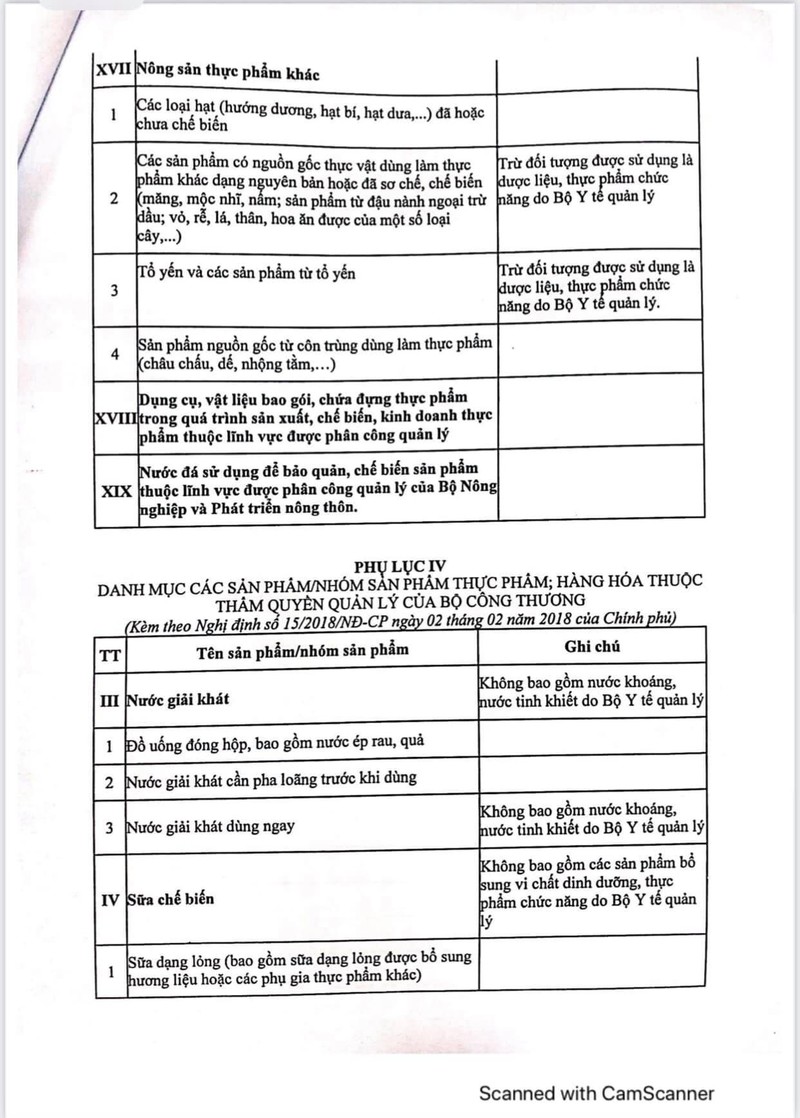 XVII Nông sản thực phẩm khác
1 Các loại hạt (hướng dương, hạt bí, hạt dưa,...) đã hoặc
chưa chế biến
Các sản phẩm có nguồn gốc thực vật dùng làm thực
phẩm khác dạng nguyên bản hoặc đã sơ chế, chế biến
2 (măng, mộc nhĩ, nấm; sản phẩm từ đậu nành ngoại trừ
dầu; vỏ, rễ, lá, thân, hoa ăn được của một số loại
cây,...)
Trừ đối tượng được sử dụng là
dược liệu, thực phẩm chức
năng do Bộ Y tế quản lý
3 Tổ yến và các sản phẩm từ tổ yến
Trừ đối tượng được sử dụng là
dược liệu, thực phẩm chức
năng do Bộ Y tế quản lý.
4 Sản phẩm nguồn gốc từ côn trùng dùng làm thực phẩm
(châu chấu, dế, nhộng tằm,...)
Dụng cụ, vật liệu bao gói, chứa đựng thực phẩm
XVIII trong quá trình sản xuất, chế biến, kinh doanh thực
phẩm thuộc lĩnh vực được phân công quản lý
Nước đá sử dụng để bảo quản, chế biến sản phẩm
XIX thuộc lĩnh vực được phân công quản lý của Bộ Nông
nghiệp và Phát triển nông thôn.
PHỤ LỤC IV
DANH MỤC CÁC SẢN PHẨM/NHÓM SẢN PHẨM THỰC PHẨM; HÀNG HÓA THUỘC
THẨM QUYỀN QUẢN LÝ CỦA BỘ CÔNG THƯƠNG
(Kèm theo Nghị định số 15/2018/NĐ-CP ngày 02 tháng 02 năm 2018 của Chính phủ)
TT Tên sản phẩm/nhóm sản phẩm Ghi chú
III Nước giải khát
Không bao gồm nước khoáng,
nước tinh khiết do Bộ Y tế quản lý
1 Đồ uống đóng hộp, bao gồm nước ép rau, quả
2 Nước giải khát cần pha loãng trước khi dùng
3 Nước giải khát dùng ngay
Không bao gồm nước khoáng,
nước tinh khiết do Bộ Y tế quản lý
IV Sữa chế biến
Không bao gồm các sản phẩm bổ
sung vi chất dinh dưỡng, thực
phẩm chức năng do Bộ Y tế quản
lý
1 Sữa dạng lỏng (bao gồm sữa dạng lỏng được bổ sung
hương liệu hoặc các phụ gia thực phẩm khác)
Scanned with CamScanner